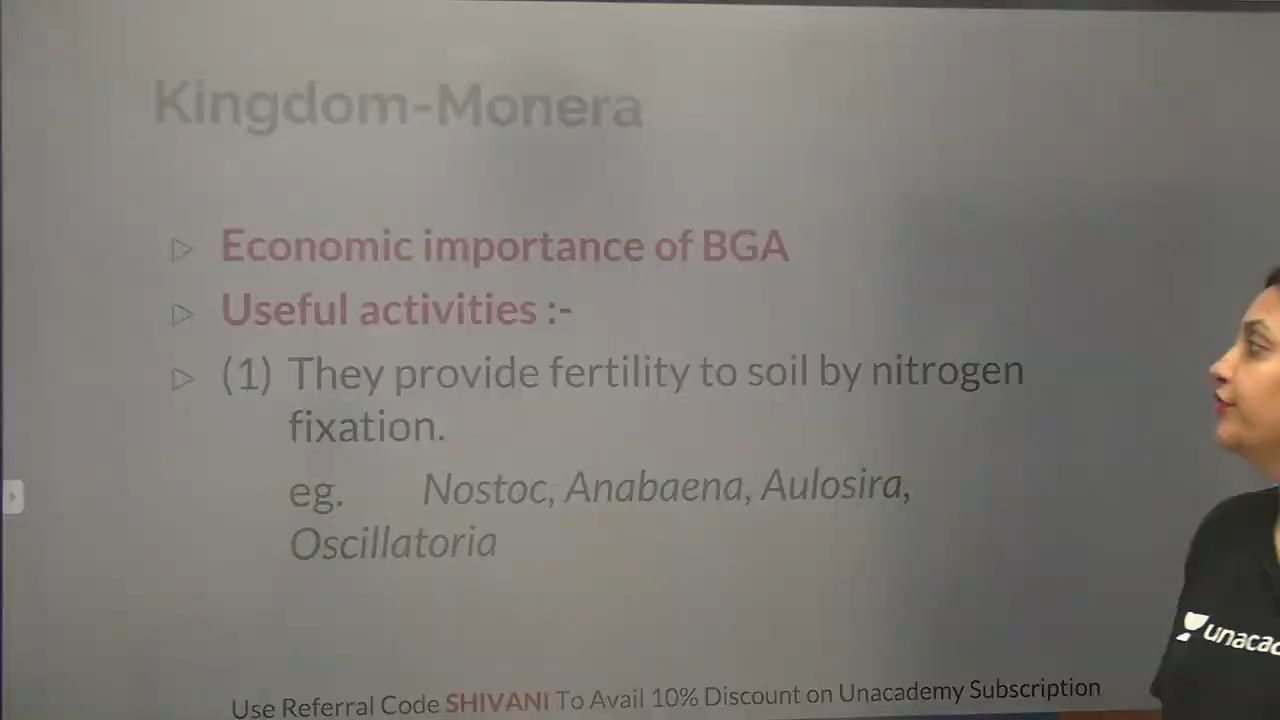 Kingdom-Monera
Economic importance of BGA
Useful activities :-
(1) They provide fertility to soil by nitrogen
fixation.
eg. Nostoc, Anabaena, Aulosira,
Oscillatoria
unacac
Use Referral Code SHIVANI To Avail 10% Discount on Unacademy Subscription